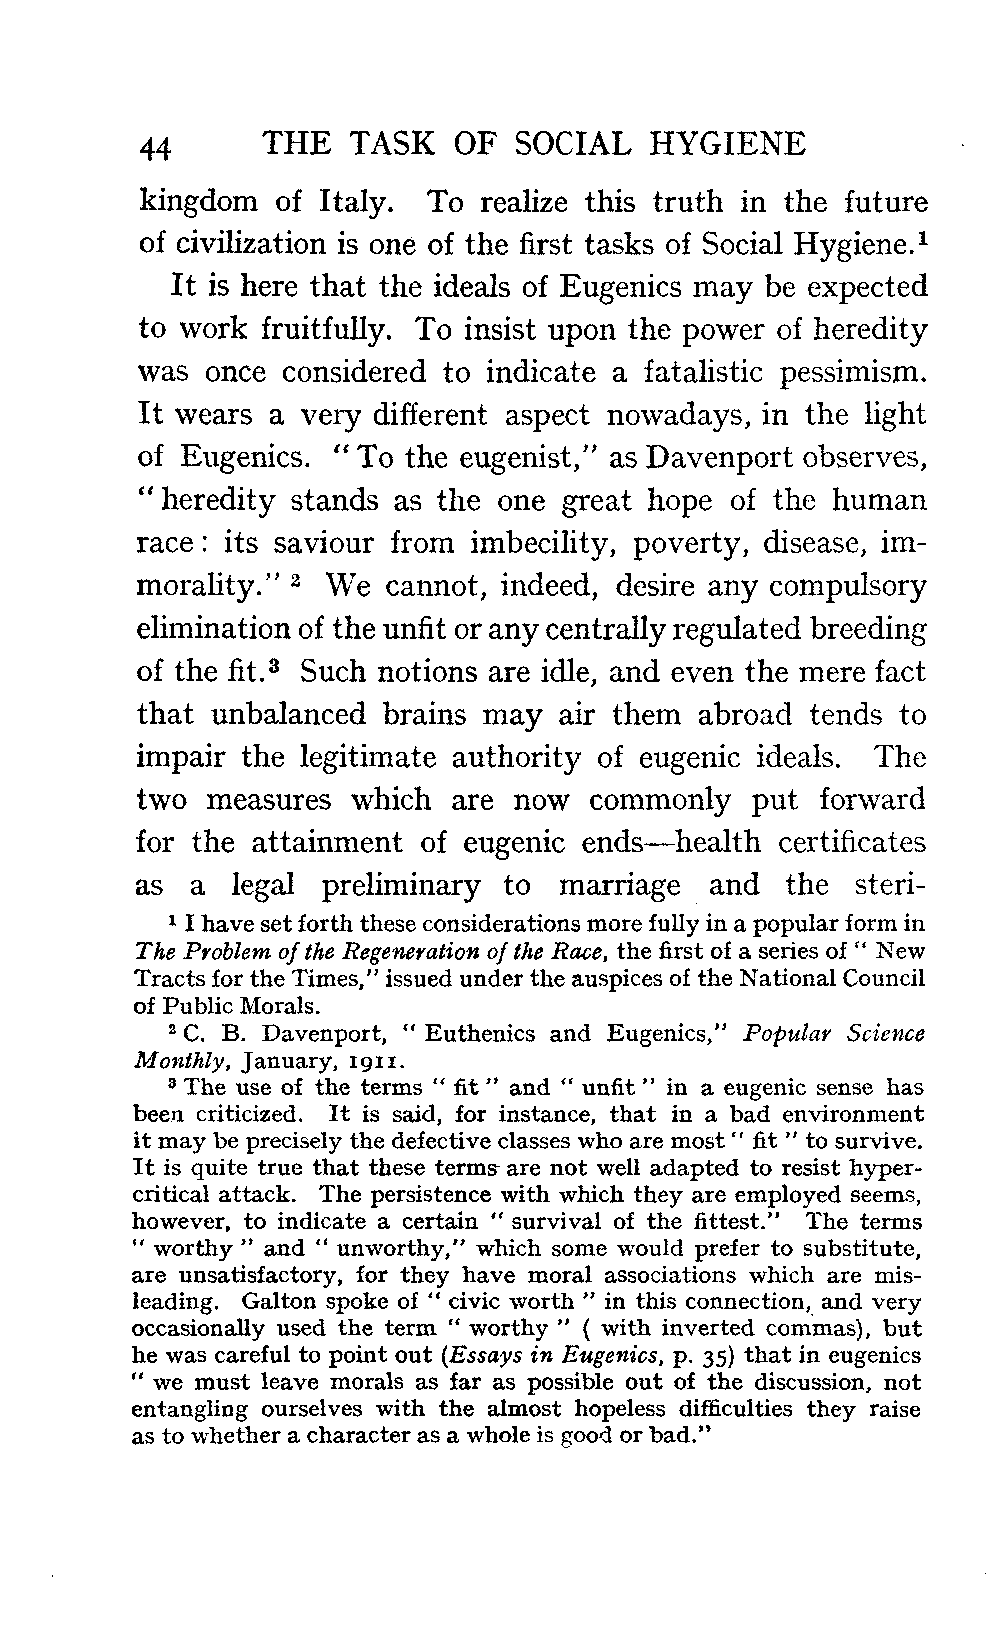 44 THE TASK OF SOCIAL HYGIENE
kingdom of Italy. To realize this truth in the future
of civilization is one of the first tasks of Social Hygiene.¹
It is here that the ideals of Eugenics may be expected
to work fruitfully. To insist upon the power of heredity
was once considered to indicate a fatalistic pessimism.
It wears a very different aspect nowadays, in the light
of Eugenics. "To the eugenist," as Davenport observes,
"heredity stands as the one great hope of the human
race : its saviour from imbecility, poverty, disease, im-
morality." ² We cannot, indeed, desire any compulsory
elimination of the unfit or any centrally regulated breeding
of the fit.³ Such notions are idle, and even the mere fact
that unbalanced brains may air them abroad tends to
impair the legitimate authority of eugenic ideals. The
two measures which are now commonly put forward
for the attainment of eugenic ends—health certificates
as a legal preliminary to marriage and the steri-
¹ I have set forth these considerations more fully in a popular form in
The Problem of the Regeneration of the Race, the first of a series of " New
Tracts for the Times," issued under the auspices of the National Council
of Public Morals.
² C. B. Davenport, " Euthenics and Eugenics," Popular Science
Monthly, January, 1911.
³ The use of the terms " fit " and " unfit " in a eugenic sense has
been criticized. It is said, for instance, that in a bad environment
it may be precisely the defective classes who are most " fit " to survive.
It is quite true that these terms are not well adapted to resist hyper-
critical attack. The persistence with which they are employed seems,
however, to indicate a certain " survival of the fittest." The terms
" worthy " and " unworthy," which some would prefer to substitute,
are unsatisfactory, for they have moral associations which are mis-
leading. Galton spoke of " civic worth " in this connection, and very
occasionally used the term " worthy " ( with inverted commas), but
he was careful to point out (Essays in Eugenics, p. 35) that in eugenics
" we must leave morals as far as possible out of the discussion, not
entangling ourselves with the almost hopeless difficulties they raise
as to whether a character as a whole is good or bad."